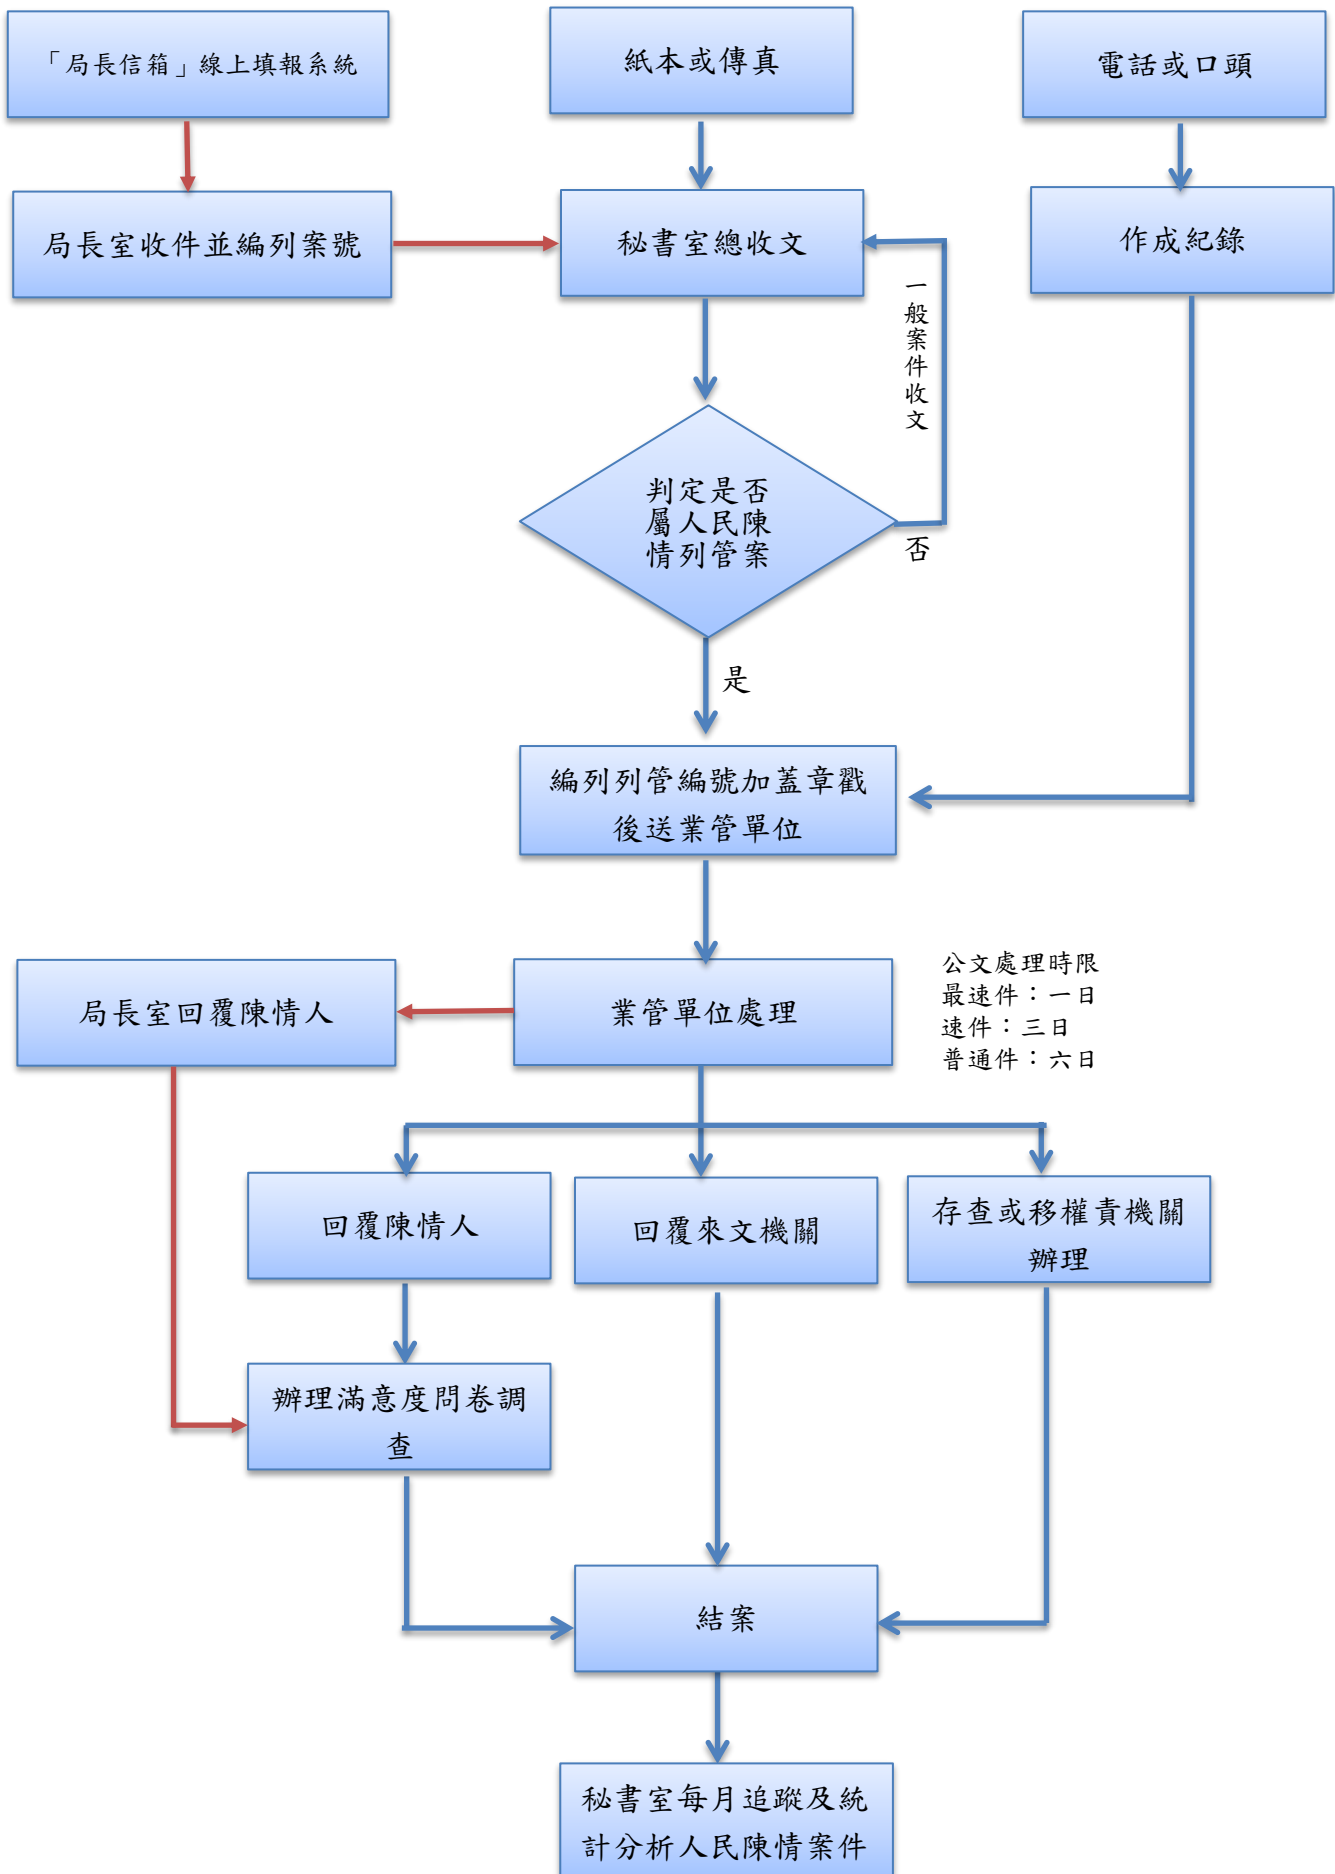 「局長信箱」線上填報系統
紙本或傳真
電話或口頭
局長室收件並編列案號
秘書室總收文
作成紀錄
一般案件收文
判定是否
屬人民陳
情列管案
否
是
編列列管編號加蓋章戳
後送業管單位
公文處理時限
最速件：一日
速件：三日
普通件：六日
局長室回覆陳情人
業管單位處理
回覆陳情人
回覆來文機關
存查或移權責機關
辦理
辦理滿意度問卷調
查
結案
秘書室每月追蹤及統
計分析人民陳情案件